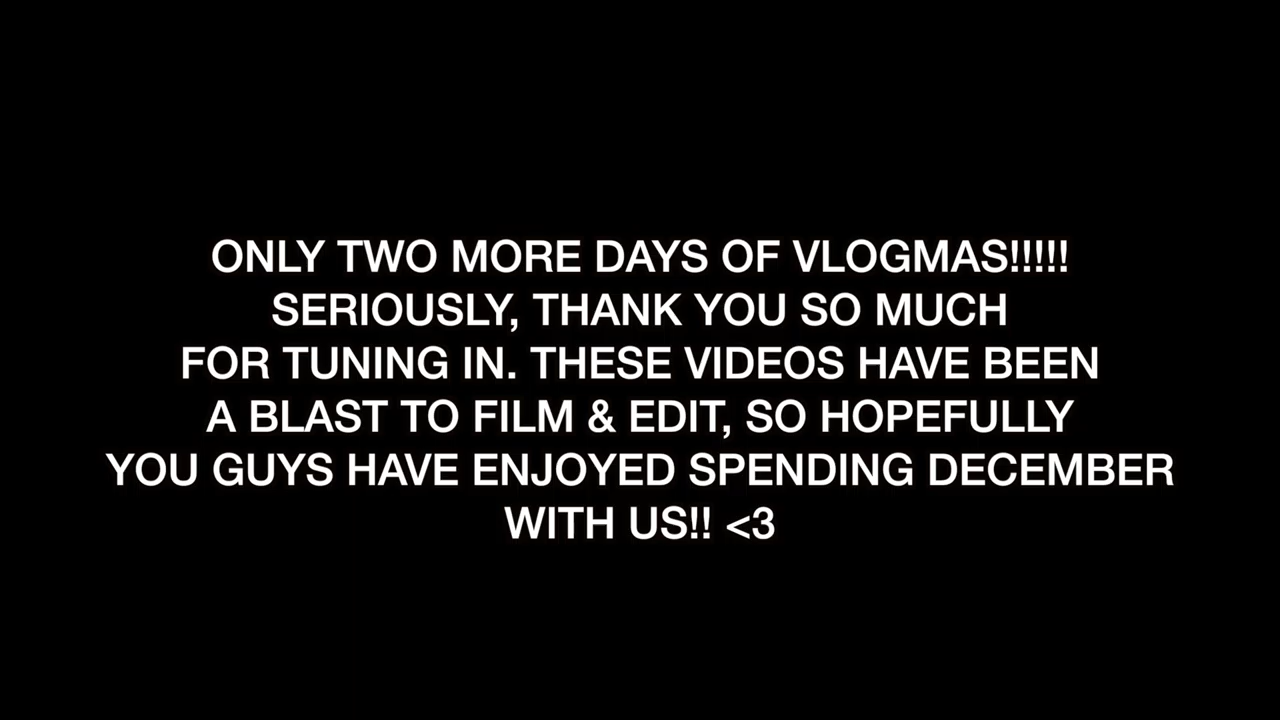 ONLY TWO MORE DAYS OF VLOGMAS!!!!!
SERIOUSLY, THANK YOU SO MUCH
FOR TUNING IN. THESE VIDEOS HAVE BEEN
A BLAST TO FILM & EDIT, SO HOPEFULLY
YOU GUYS HAVE ENJOYED SPENDING DECEMBER
WITH US!! <3